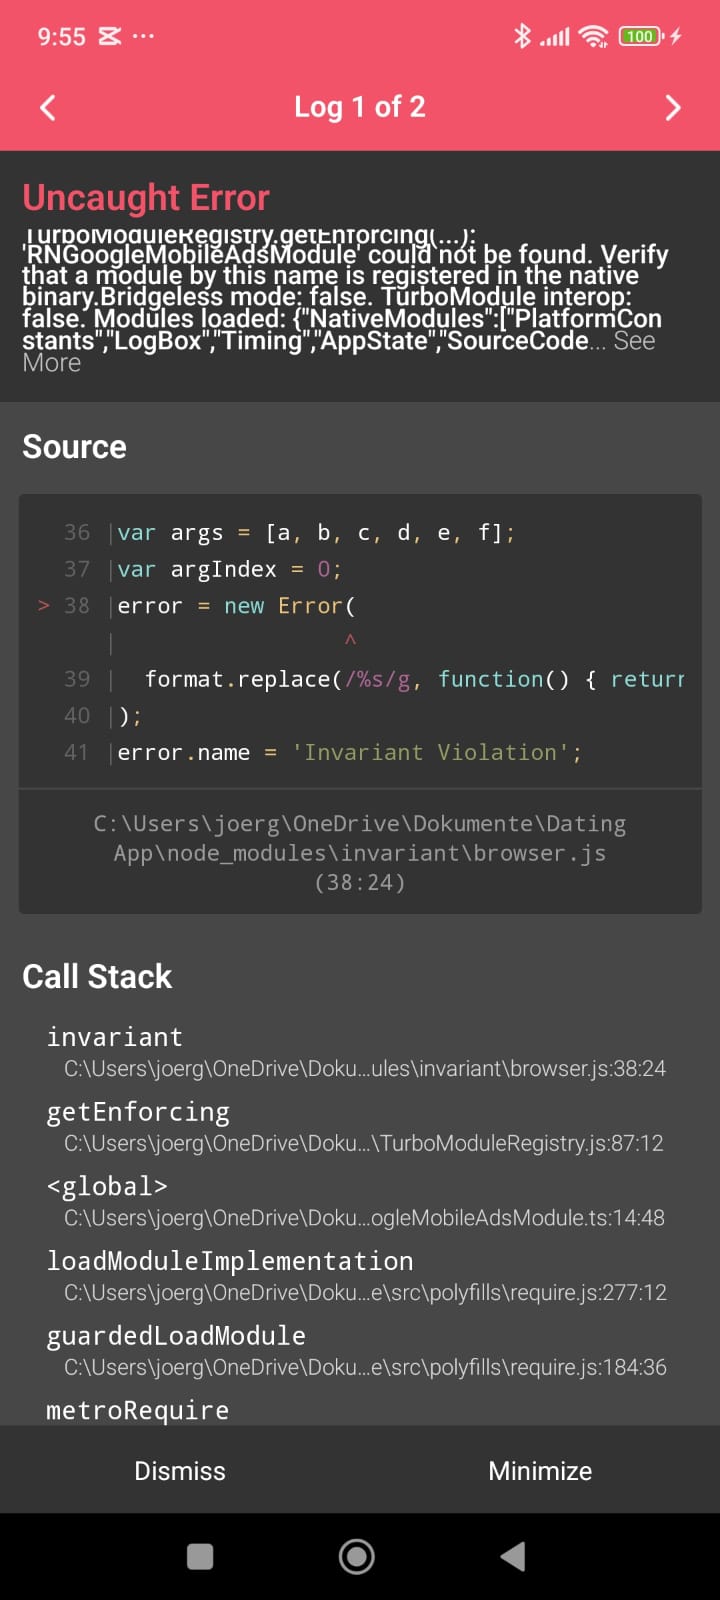 9:55
100
Log 1 of 2
Uncaught Error
TurboModuleRegistry.getEnforcing(...):
'RNGoogleMobileAdsModule' could not be found. Verify
that a module by this name is registered in the native
binary.Bridgeless mode: false. TurboModule interop:
false. Modules loaded: {"NativeModules":["PlatformCon
stants","LogBox","Timing","AppState","SourceCode... See
More
Source
36 |var args = [a, b, c, d, e, f];
37 |var argIndex = 0;
> 38 |error = new Error(
| ^
39 | format.replace(/%s/g, function() { return
40 |);
41 |error.name = 'Invariant Violation';
C:\Users\joerg\OneDrive\Dokumente\Dating
App\node_modules\invariant\browser.js
(38:24)
Call Stack
invariant
C:\Users\joerg\OneDrive\Doku...ules\invariant\browser.js:38:24
getEnforcing
C:\Users\joerg\OneDrive\Doku...\TurboModuleRegistry.js:87:12
<global>
C:\Users\joerg\OneDrive\Doku...ogleMobileAdsModule.ts:14:48
loadModuleImplementation
C:\Users\joerg\OneDrive\Doku...e\src\polyfills\require.js:277:12
guardedLoadModule
C:\Users\joerg\OneDrive\Doku...e\src\polyfills\require.js:184:36
metroRequire
Dismiss
Minimize